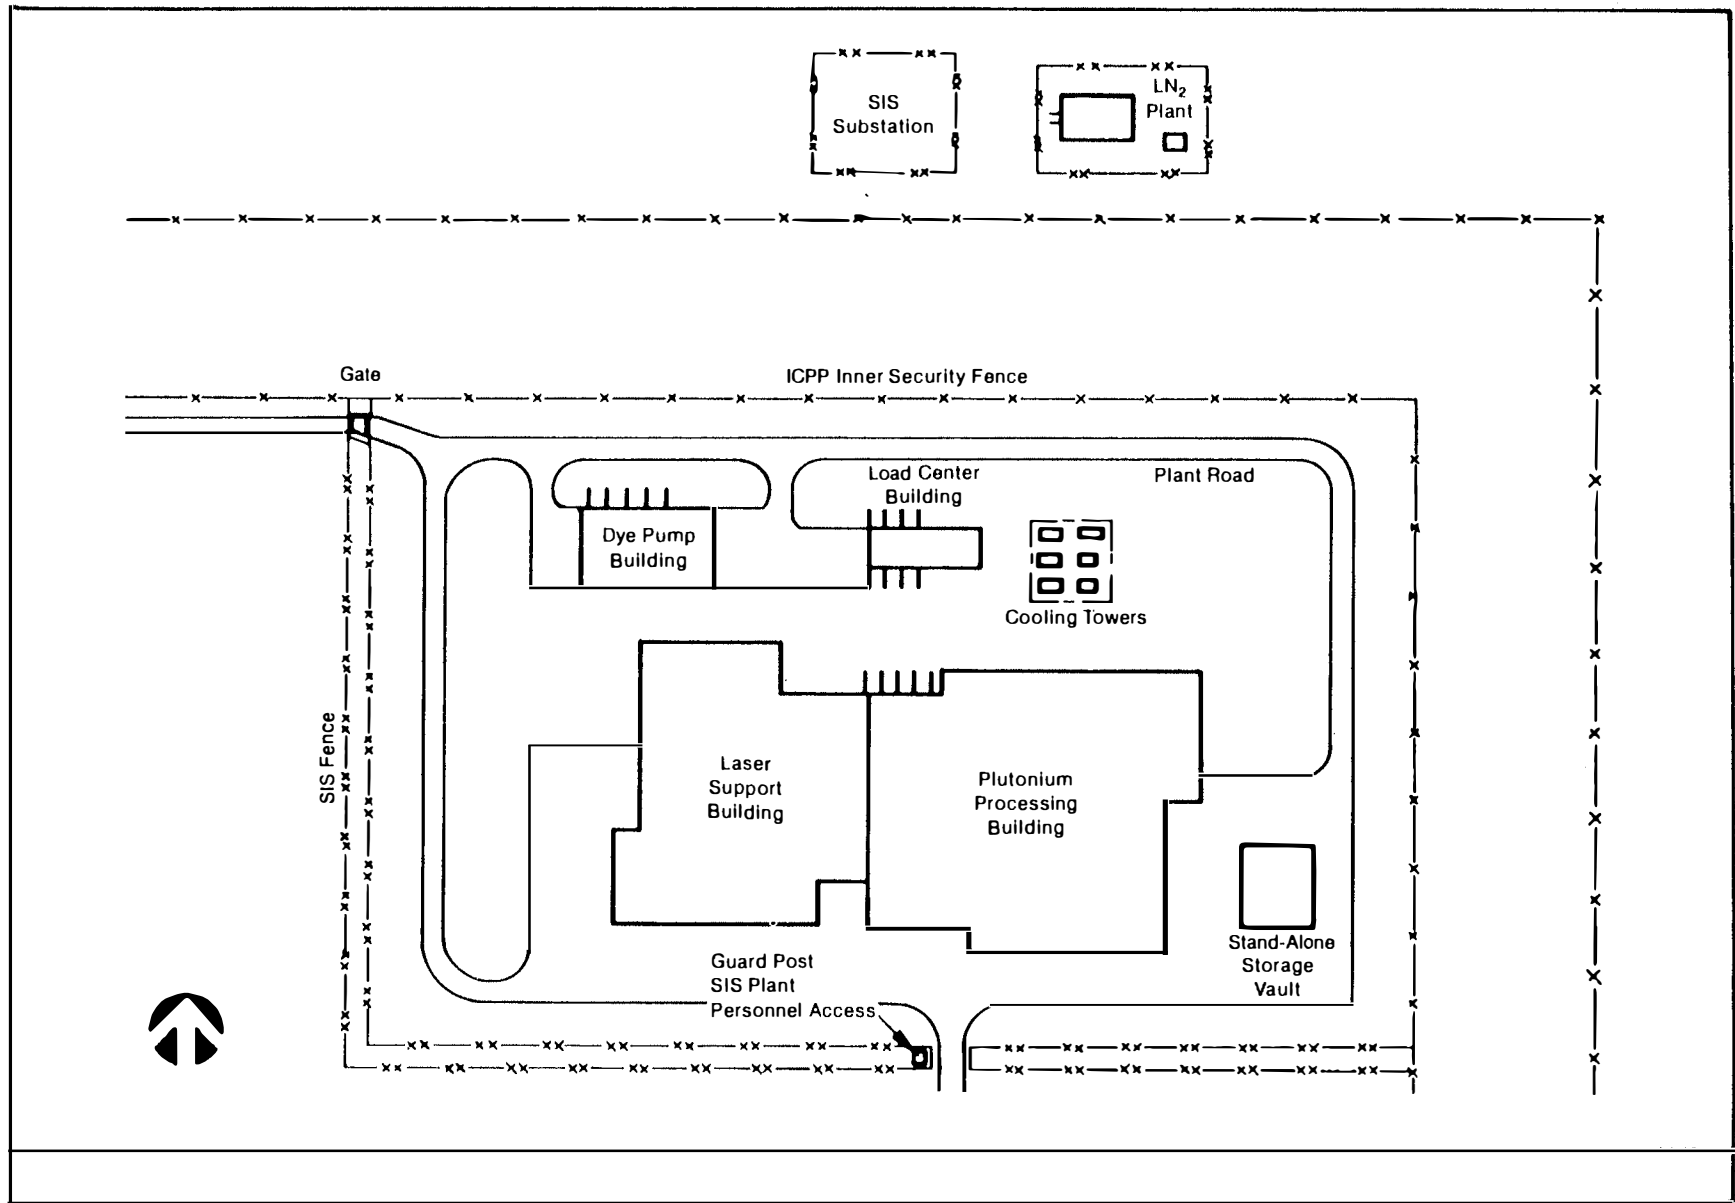 SIS
Substation
LN₂
Plant
Gate
ICPP Inner Security Fence
Load Center
Building
Plant Road
Dye Pump
Building
Cooling Towers
SIS Fence
Laser
Support
Building
Plutonium
Processing
Building
Stand-Alone
Storage
Vault
Guard Post
SIS Plant
Personnel Access